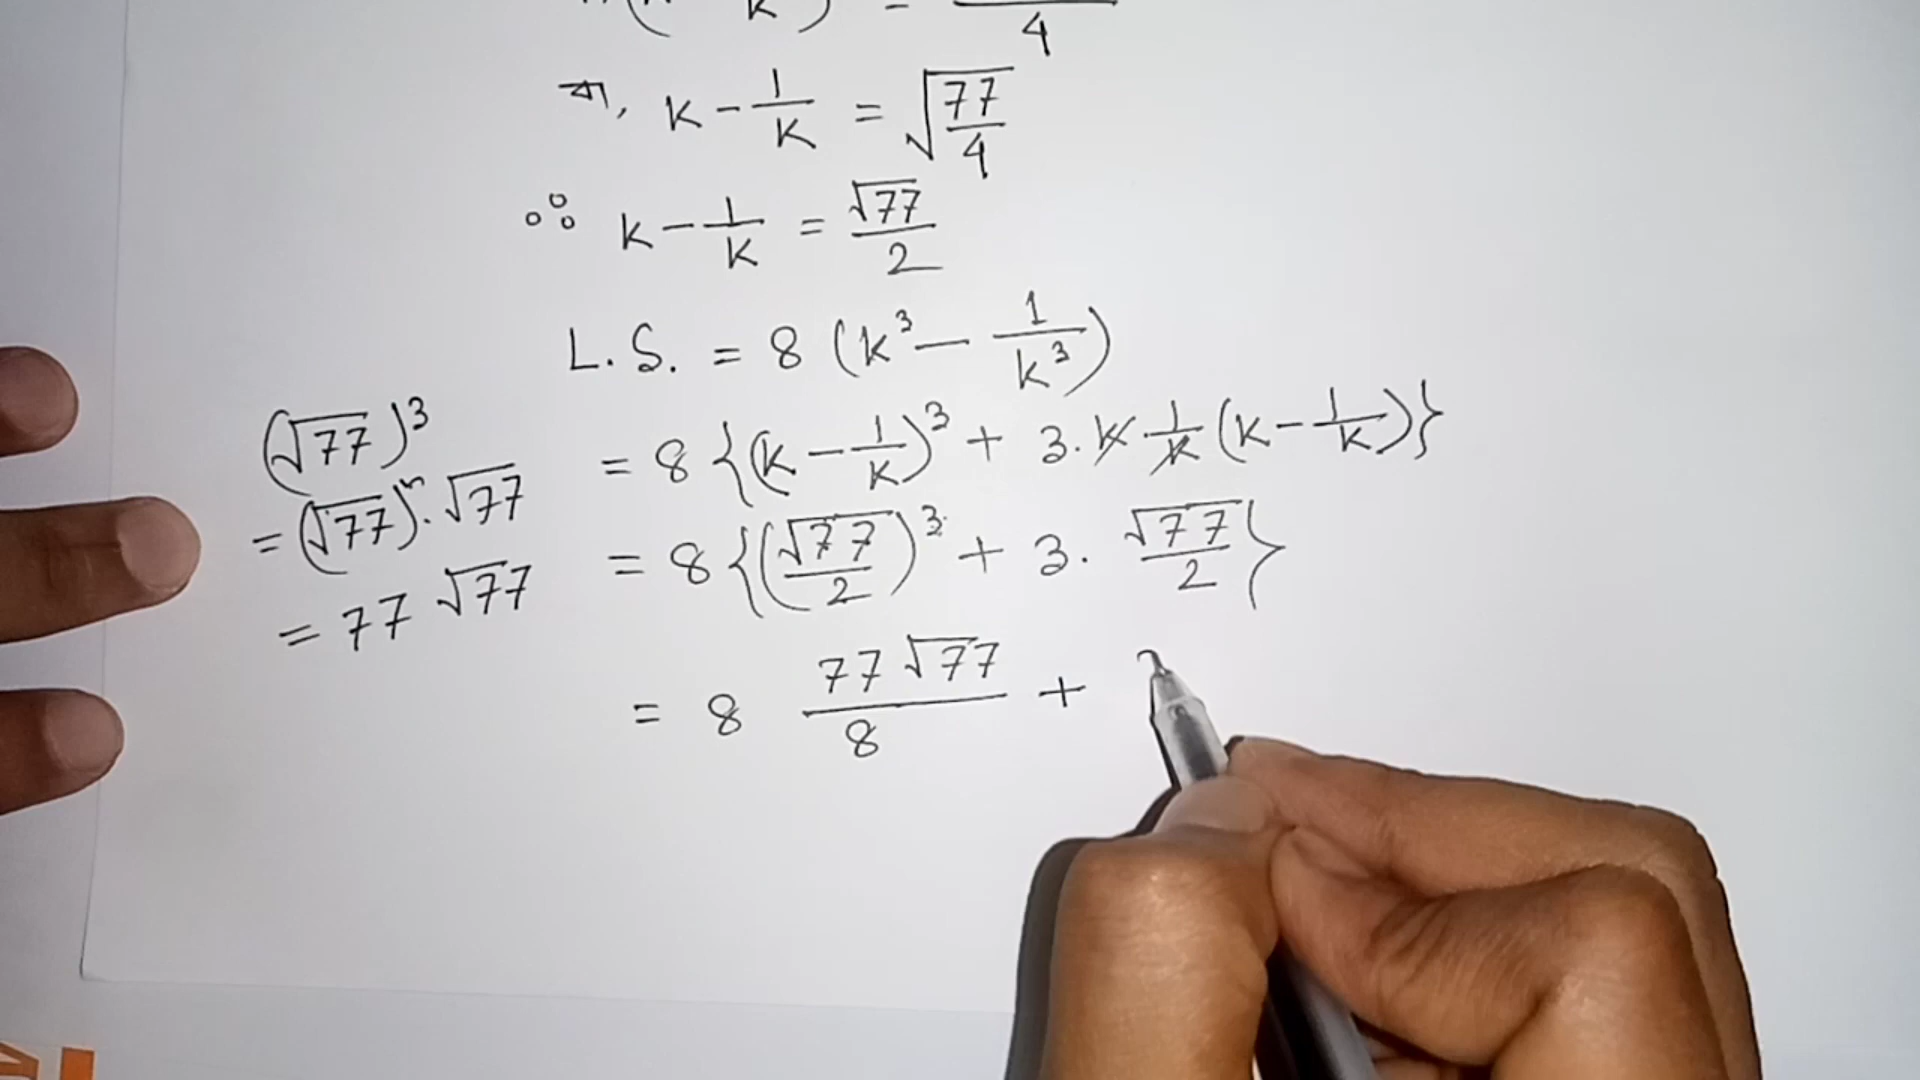 4
বা, k - 1/k = √(77/4)
∴ k - 1/k = √77/2
L.S. = 8 (k³ - 1/k³)
= 8 {(k - 1/k)³ + 3. k 1/k (k - 1/k)}
= 8 {(√77/2)³ + 3. √77/2}
= 8 77√77/8 +
(√77)³
= (√77)². √77
= 77 √77